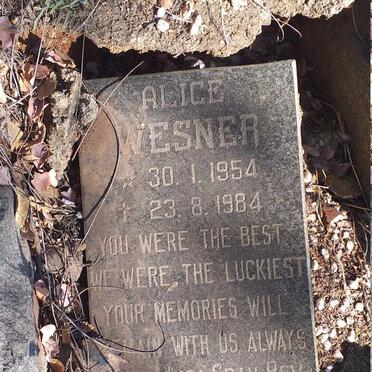 ALICE
WESNER
* 30. 1. 1954
† 23. 8. 1984
YOU WERE THE BEST
WE WERE THE LUCKIEST
YOUR MEMORIES WILL
WITH US ALWAYS